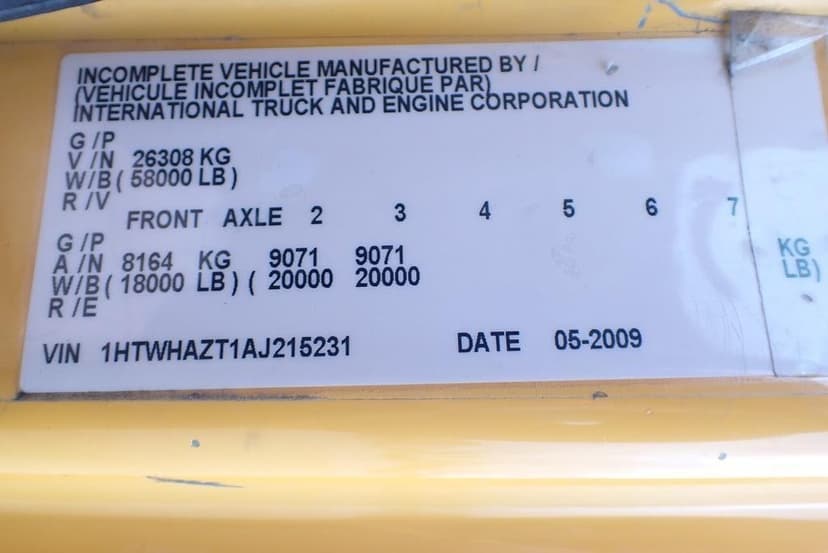 INCOMPLETE VEHICLE MANUFACTURED BY /
(VEHICULE INCOMPLET FABRIQUE PAR)
INTERNATIONAL TRUCK AND ENGINE CORPORATION
G /P
V /N 26308 KG
W/B ( 58000 LB )
R /V
FRONT AXLE 2 3 4 5 6 7
G /P
A /N 8164 KG 9071 9071 KG
W/B ( 18000 LB ) ( 20000 20000 LB)
R /E
VIN 1HTWHAZT1AJ215231 DATE 05-2009